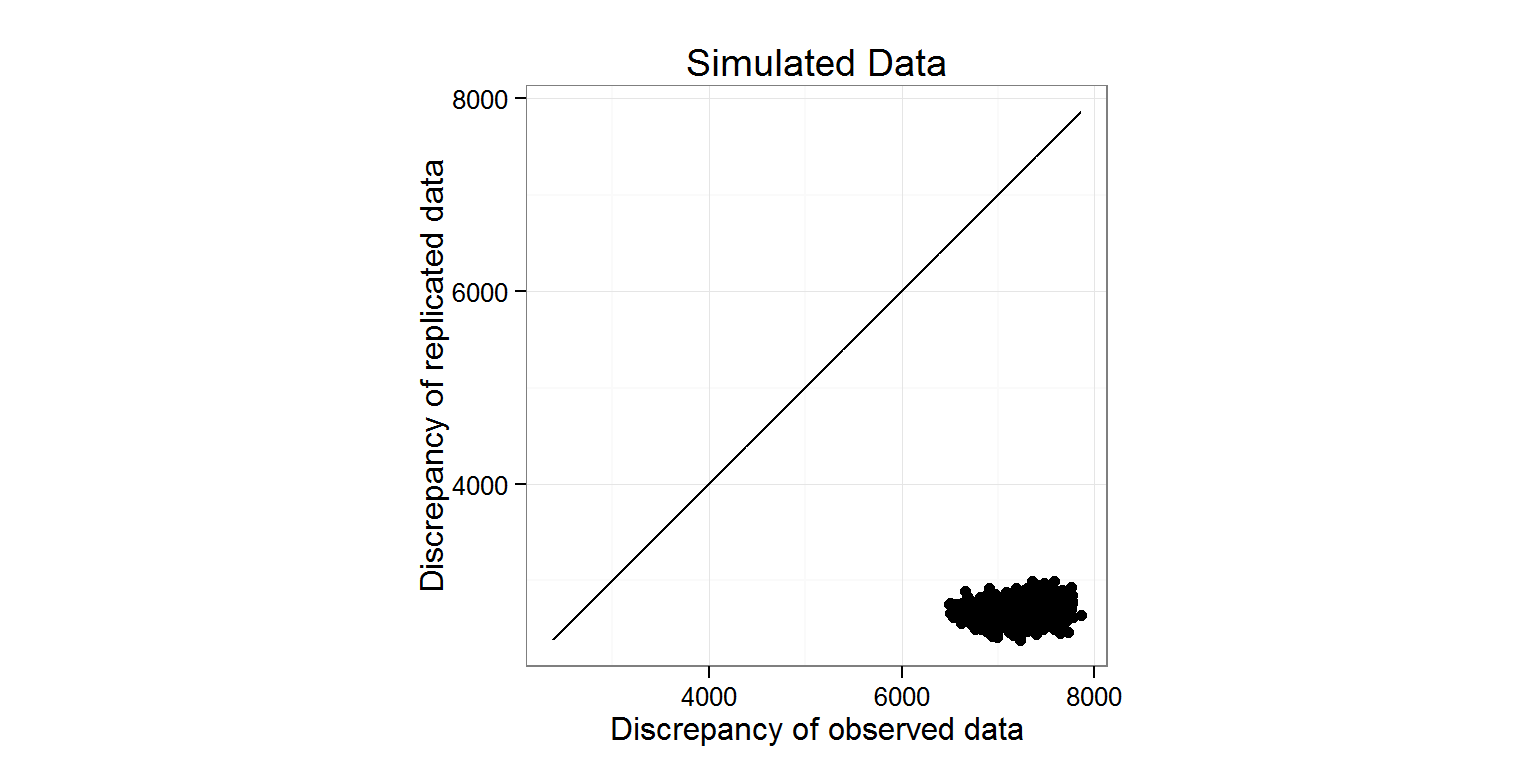 Simulated Data
Discrepancy of replicated data
8000
6000
4000
4000 6000 8000
Discrepancy of observed data